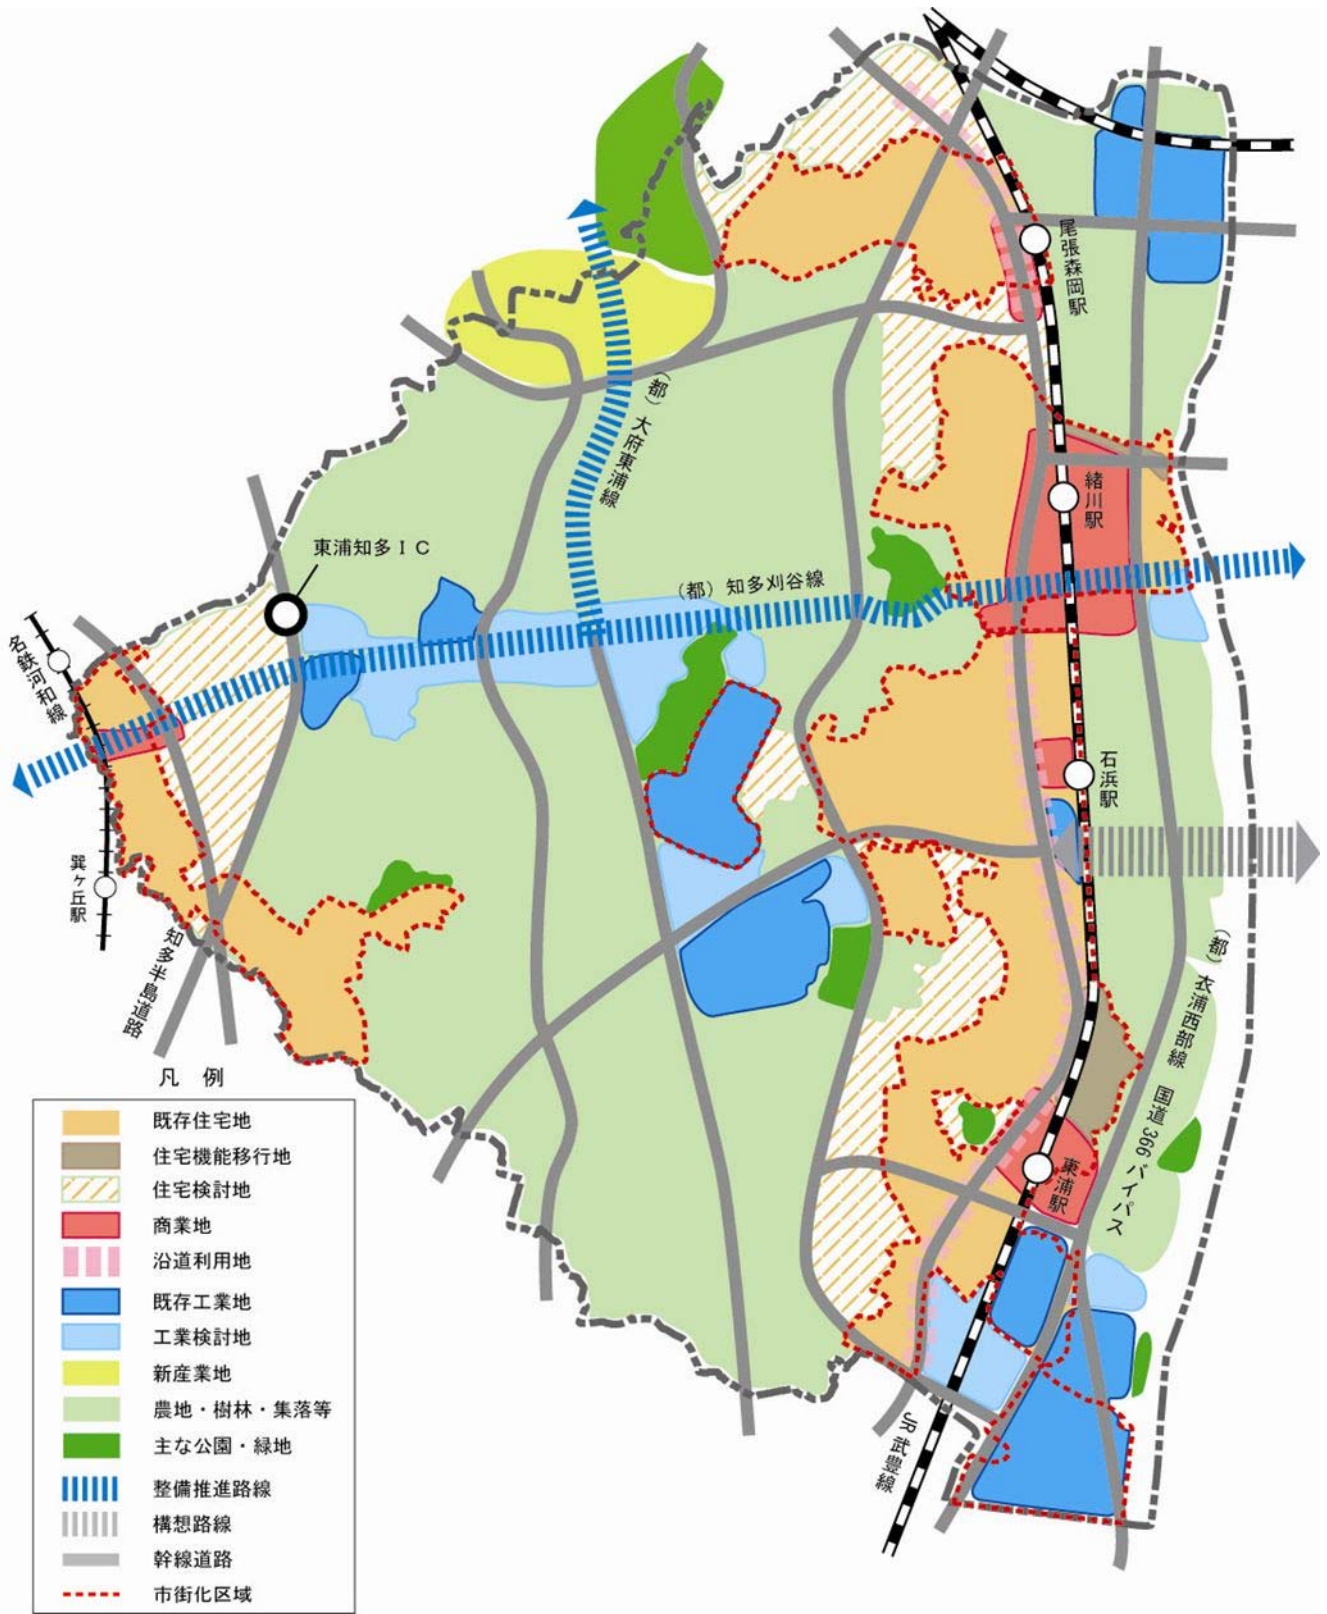 尾張森岡駅
(都)大府東浦線
緒川駅
東浦知多IC
(都)知多刈谷線
名鉄河和線
石浜駅
巽ヶ丘駅
知多半島道路
(都)衣浦西部線 国道366バイパス
東浦駅
JR武豊線
凡例
既存住宅地
住宅機能移行地
住宅検討地
商業地
沿道利用地
既存工業地
工業検討地
新産業地
農地・樹林・集落等
主な公園・緑地
整備推進路線
構想路線
幹線道路
市街化区域